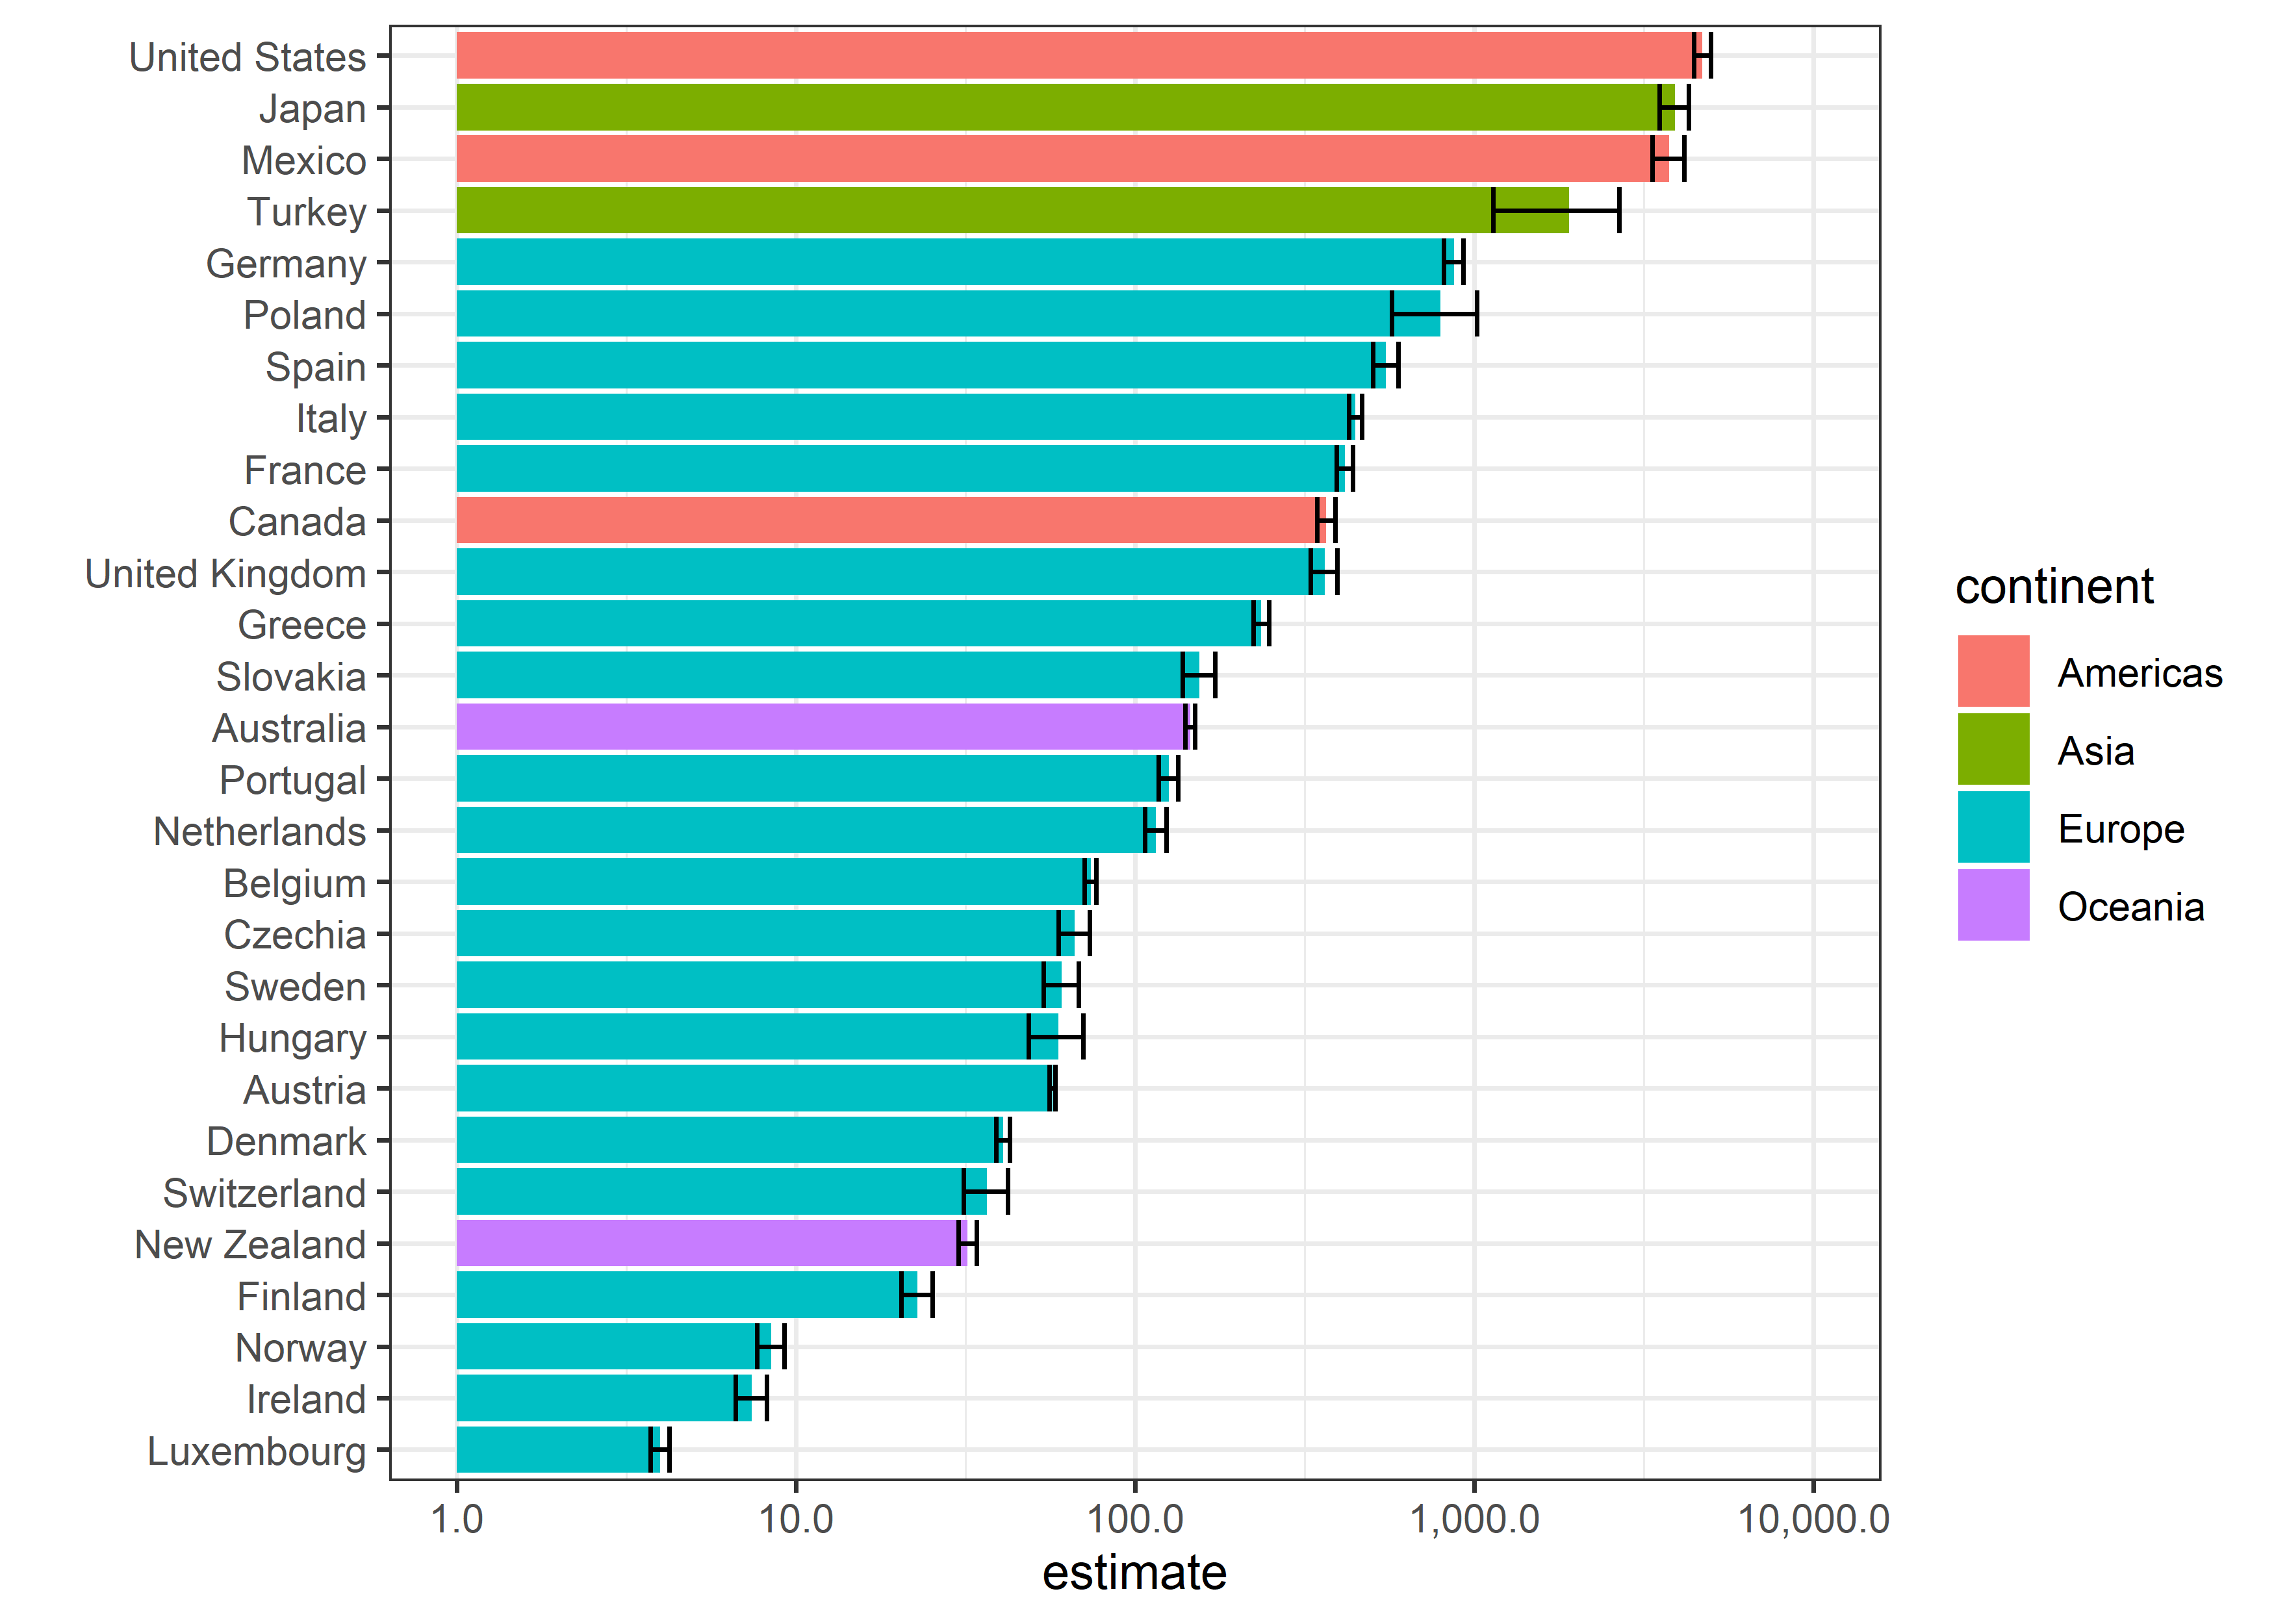 United States
Japan
Mexico
Turkey
Germany
Poland
Spain
Italy
France
Canada
United Kingdom
Greece
Slovakia
Australia
Portugal
Netherlands
Belgium
Czechia
Sweden
Hungary
Austria
Denmark
Switzerland
New Zealand
Finland
Norway
Ireland
Luxembourg
1.0 10.0 100.0 1,000.0 10,000.0
estimate
continent
Americas
Asia
Europe
Oceania